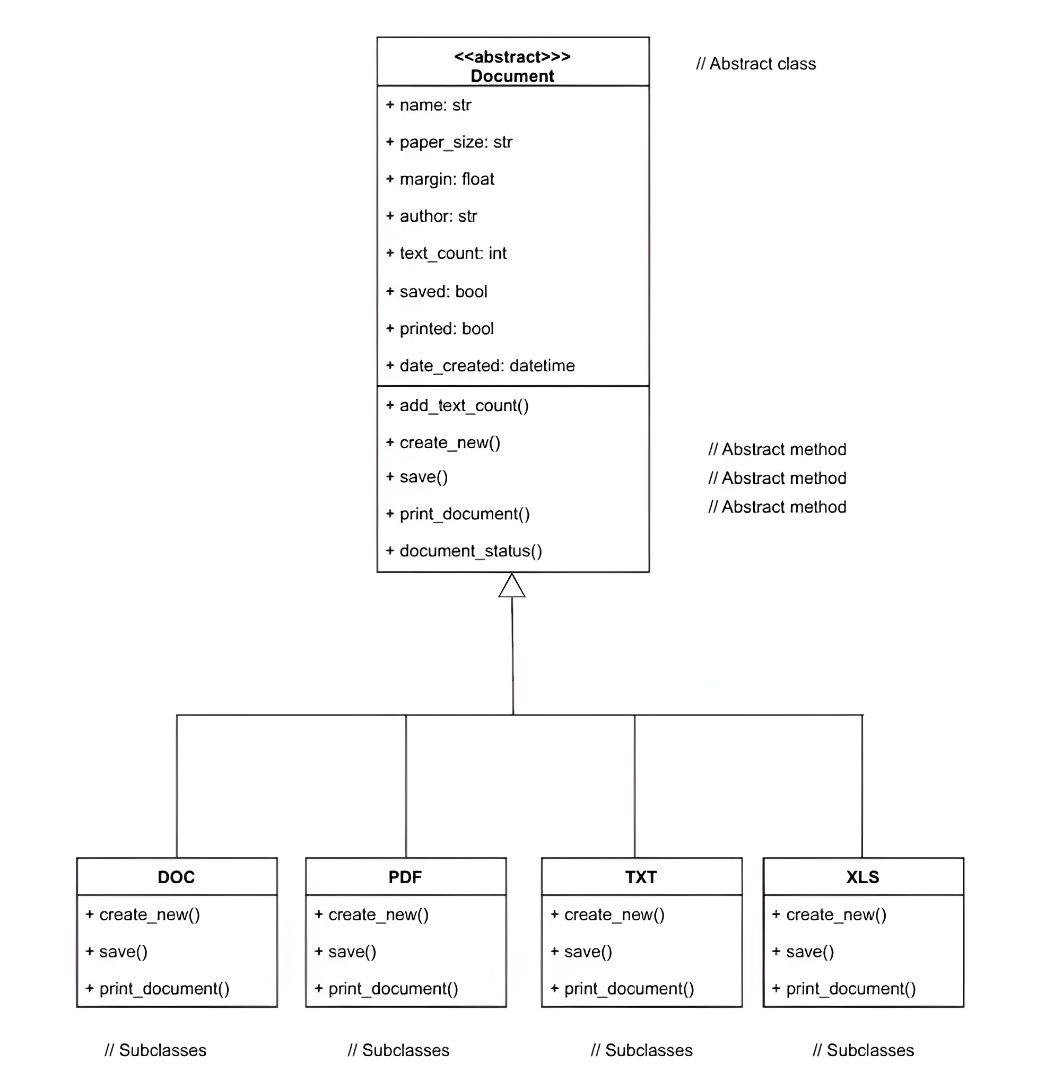 <<abstract>>>
Document
// Abstract class
+ name: str
+ paper_size: str
+ margin: float
+ author: str
+ text_count: int
+ saved: bool
+ printed: bool
+ date_created: datetime
+ add_text_count()
+ create_new()
// Abstract method
+ save()
// Abstract method
+ print_document()
// Abstract method
+ document_status()
DOC
+ create_new()
+ save()
+ print_document()
// Subclasses
PDF
+ create_new()
+ save()
+ print_document()
// Subclasses
TXT
+ create_new()
+ save()
+ print_document()
// Subclasses
XLS
+ create_new()
+ save()
+ print_document()
// Subclasses